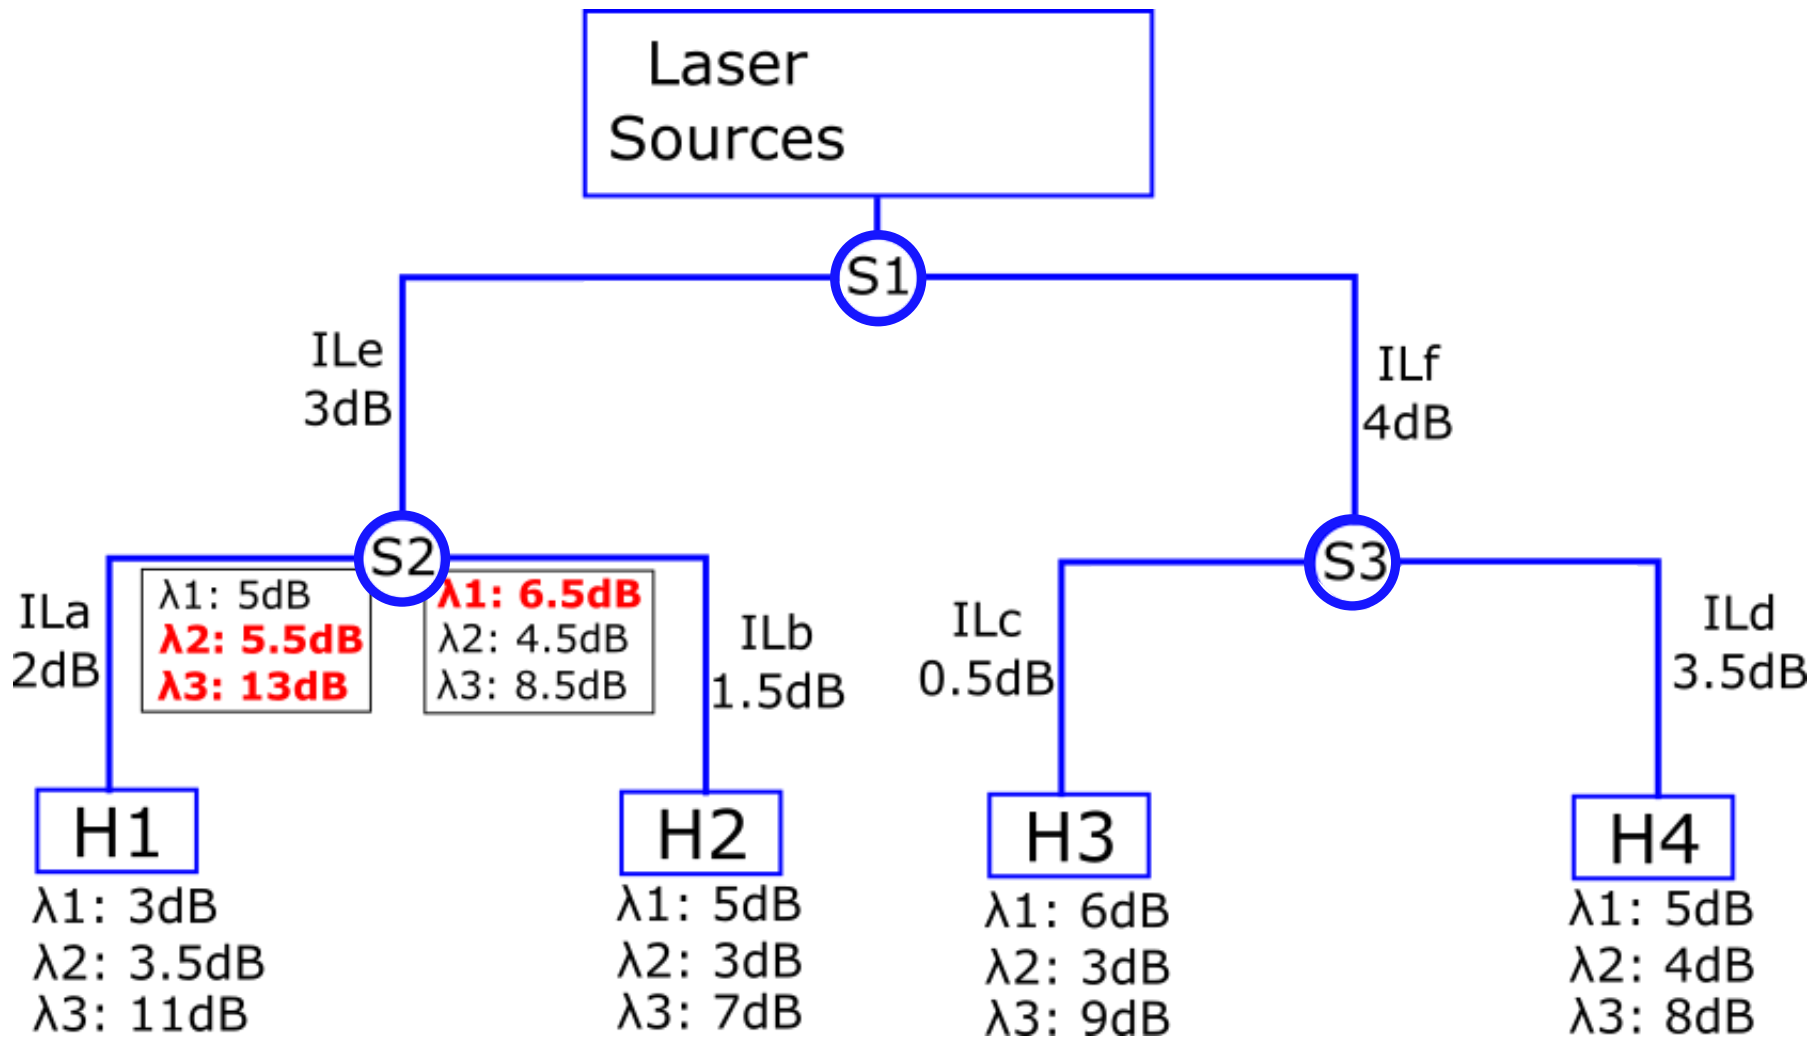 Laser
Sources
S1
ILe
3dB
ILf
4dB
S2
S3
λ1: 5dB
λ2: 5.5dB
λ3: 13dB
λ1: 6.5dB
λ2: 4.5dB
λ3: 8.5dB
ILa
2dB
ILb
1.5dB
ILc
0.5dB
ILd
3.5dB
H1
λ1: 3dB
λ2: 3.5dB
λ3: 11dB
H2
λ1: 5dB
λ2: 3dB
λ3: 7dB
H3
λ1: 6dB
λ2: 3dB
λ3: 9dB
H4
λ1: 5dB
λ2: 4dB
λ3: 8dB